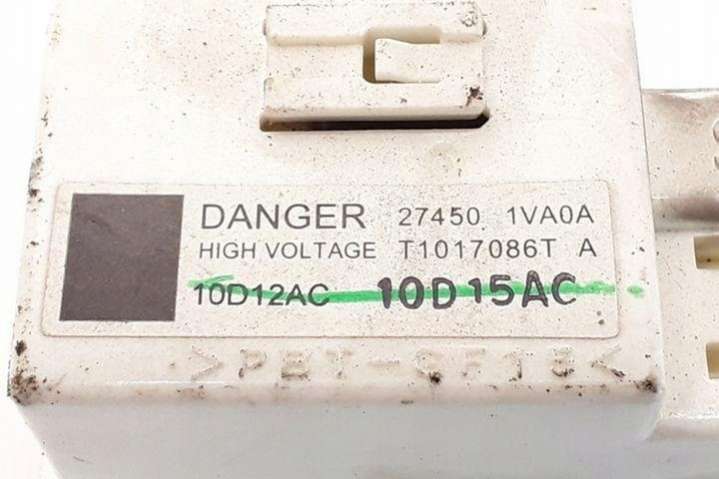 DANGER 27450 1VA0A
HIGH VOLTAGE T1017086T A
10D12AC 10D15AC
>PBT-GF15<